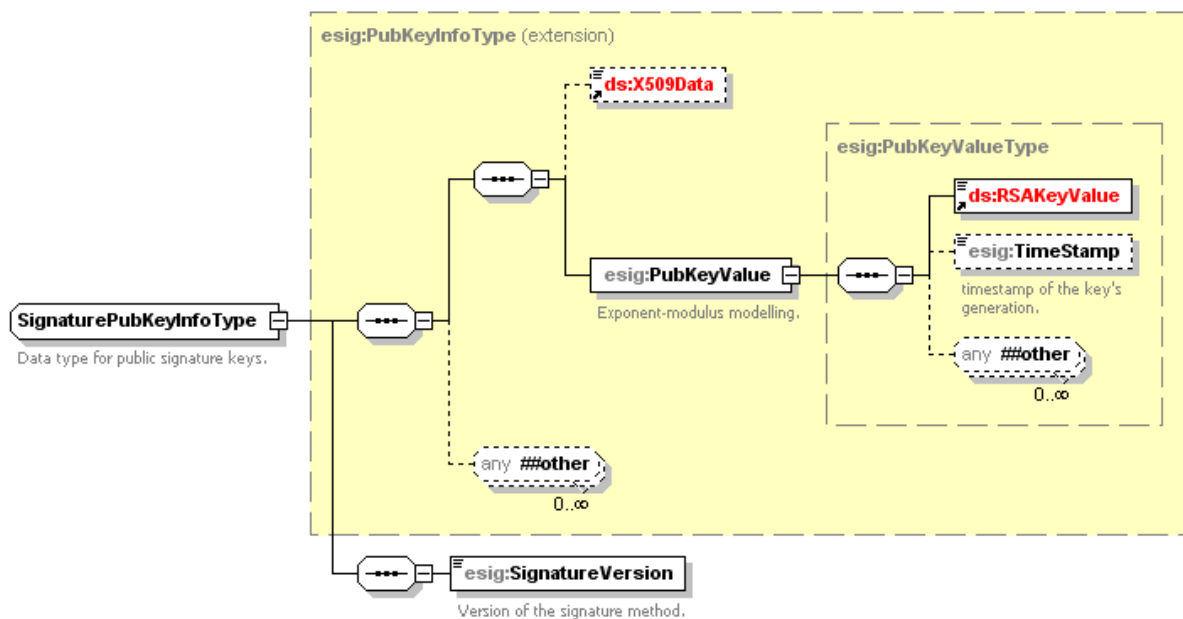 esig:PubKeyInfoType (extension)
ds:X509Data
esig:PubKeyValueType
ds:RSAKeyValue
esig:TimeStamp
timestamp of the key's
generation.
esig:PubKeyValue
Exponent-modulus modelling.
any ##other
0..∞
SignaturePubKeyInfoType
Data type for public signature keys.
any ##other
0..∞
esig:SignatureVersion
Version of the signature method.